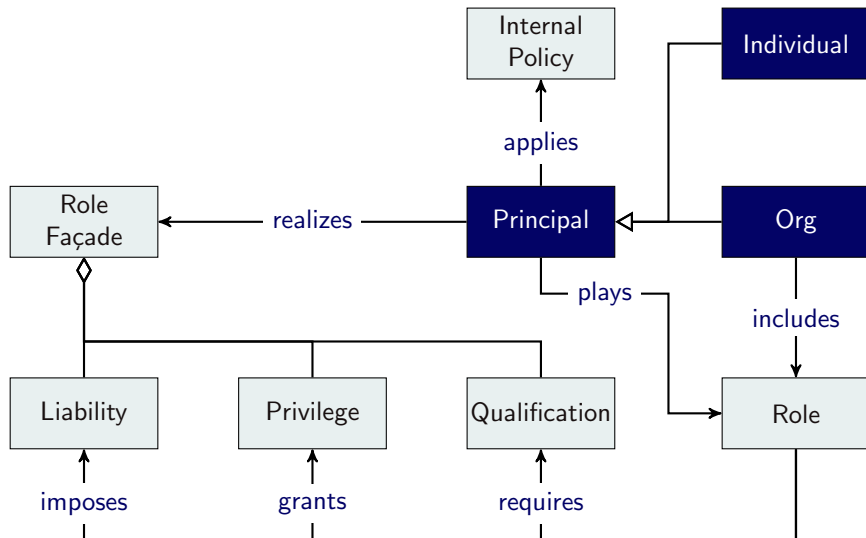 Internal
Policy
Individual
applies
Role
Façade
realizes
Principal
Org
plays
includes
Liability
Privilege
Qualification
Role
imposes
grants
requires